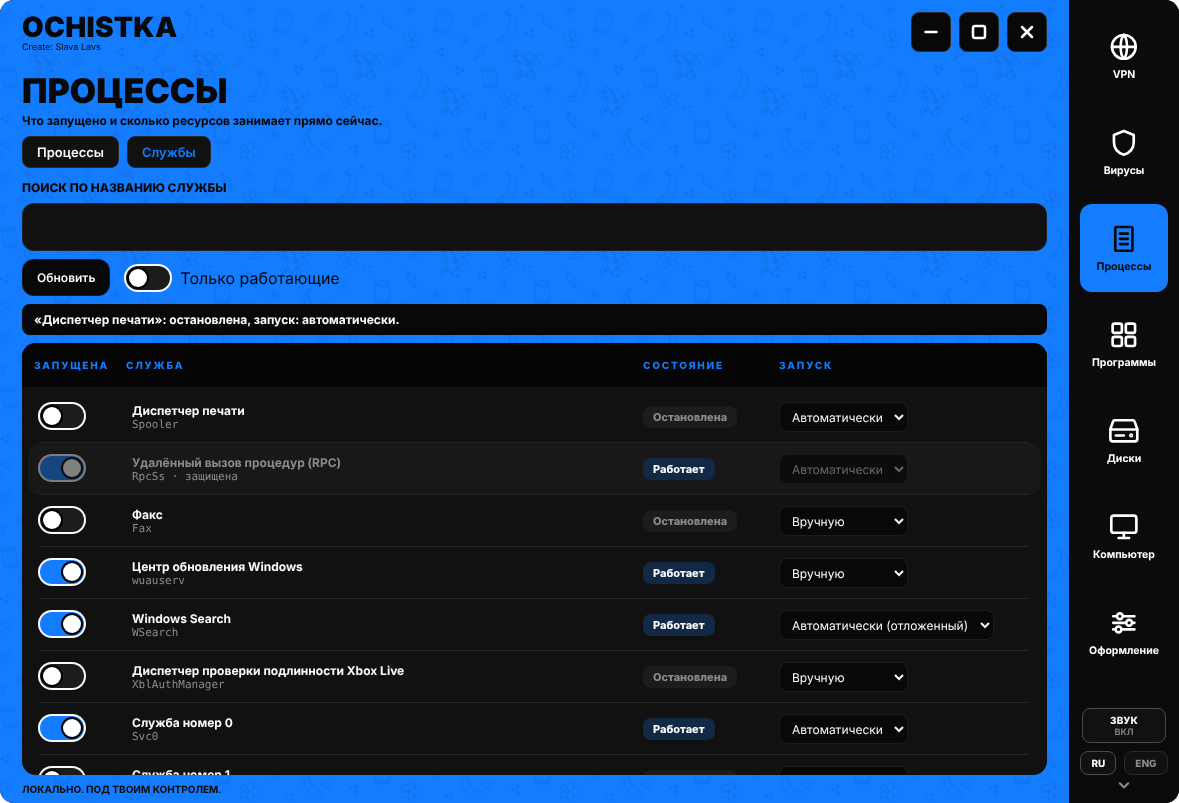 OCHISTKA
Create: Slava Lavs
ПРОЦЕССЫ
Что запущено и сколько ресурсов занимает прямо сейчас.
Процессы
Службы
ПОИСК ПО НАЗВАНИЮ СЛУЖБЫ
Обновить
Только работающие
«Диспетчер печати»: остановлена, запуск: автоматически.
ЗАПУЩЕНА СЛУЖБА СОСТОЯНИЕ ЗАПУСК
Диспетчер печати
Spooler
Остановлена
Автоматически
Удалённый вызов процедур (RPC)
RpcSs · защищена
Работает
Автоматически
Факс
Fax
Остановлена
Вручную
Центр обновления Windows
wuauserv
Работает
Вручную
Windows Search
WSearch
Работает
Автоматически (отложенный)
Диспетчер проверки подлинности Xbox Live
XblAuthManager
Остановлена
Вручную
Служба номер 0
Svc0
Работает
Автоматически
Служба номер 1
ЛОКАЛЬНО. ПОД ТВОИМ КОНТРОЛЕМ.
VPN
Вирусы
Процессы
Программы
Диски
Компьютер
Оформление
ЗВУК
ВКЛ
RU
ENG